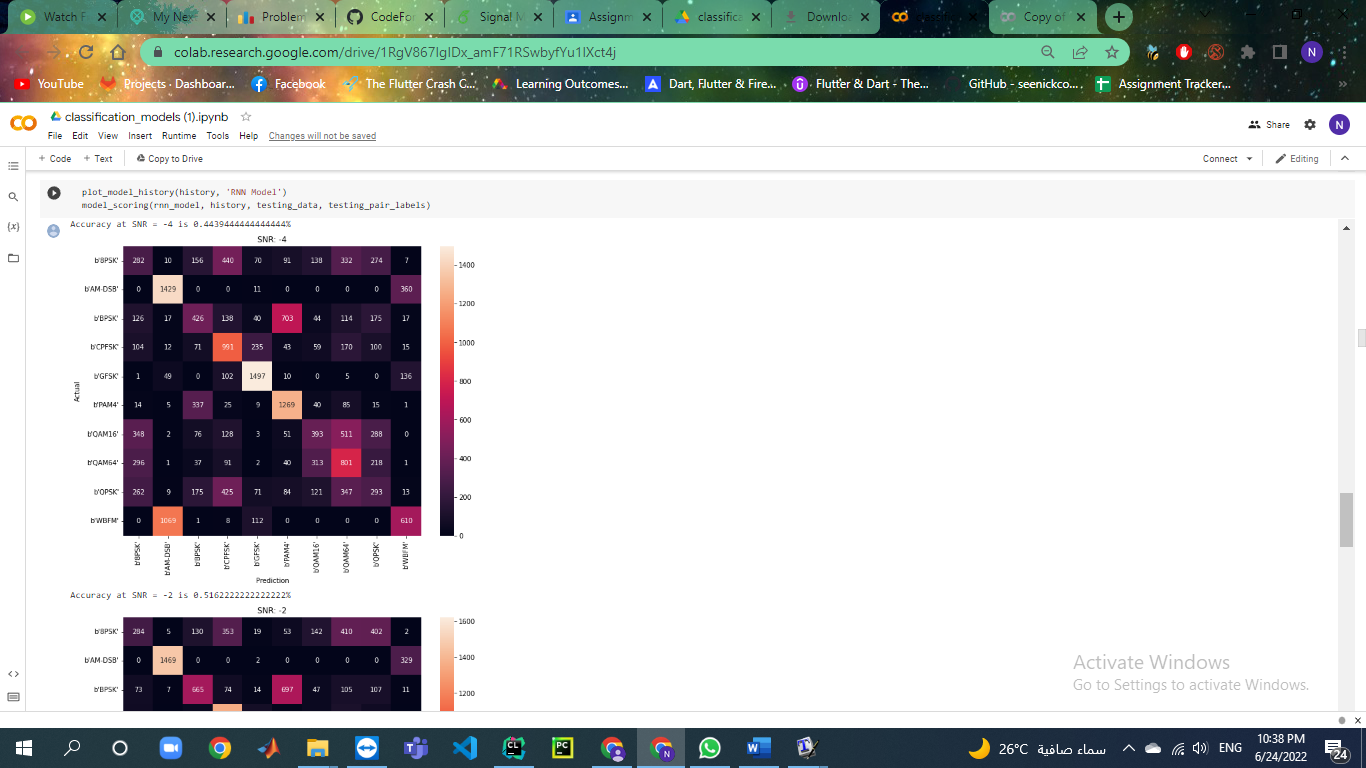 Watch F
My Nex
Problem
CodeFor
Signal M
Assignm
classifica
Downloa
Copy of
colab.research.google.com/drive/1RgV867IgIDx_amF71RSwbyfYu1IXct4j
N
YouTube
Projects · Dashboar...
Facebook
The Flutter Crash C...
Learning Outcomes...
Dart, Flutter & Fire...
Flutter & Dart - The...
GitHub - seenickco...
Assignment Tracker...
»
CO
classification_models (1).ipynb
File Edit View Insert Runtime Tools Help Changes will not be saved
Share
N
+ Code + Text Copy to Drive
Connect
Editing
plot_model_history(history, 'RNN Model')
model_scoring(rnn_model, history, testing_data, testing_pair_labels)
Accuracy at SNR = -4 is 0.4439444444444444%
SNR: -4
b'8PSK' 282 10 156 440 70 91 138 332 274 7
b'AM-DSB' 0 1429 0 0 11 0 0 0 0 360
b'BPSK' 126 17 426 138 40 703 44 114 175 17
b'CPFSK' 104 12 71 991 235 43 59 170 100 15
b'GFSK' 1 49 0 102 1497 10 0 5 0 136
b'PAM4' 14 5 337 25 9 1269 40 85 15 1
b'QAM16' 348 2 76 128 3 51 393 511 288 0
b'QAM64' 296 1 37 91 2 40 313 801 218 1
b'QPSK' 262 9 175 425 71 84 121 347 293 13
b'WBFM' 0 1069 1 8 112 0 0 0 0 610
Actual
b'8PSK' b'AM-DSB' b'BPSK' b'CPFSK' b'GFSK' b'PAM4' b'QAM16' b'QAM64' b'QPSK' b'WBFM'
Prediction
1400
1200
1000
800
600
400
200
0
Accuracy at SNR = -2 is 0.5162222222222222%
SNR: -2
b'8PSK' 284 5 130 353 19 53 142 410 402 2
b'AM-DSB' 0 1469 0 0 2 0 0 0 0 329
b'BPSK' 73 7 665 74 14 697 47 105 107 11
1600
1400
1200
Activate Windows
Go to Settings to activate Windows.
26°C سماء صافية
ENG
10:38 PM
6/24/2022
24